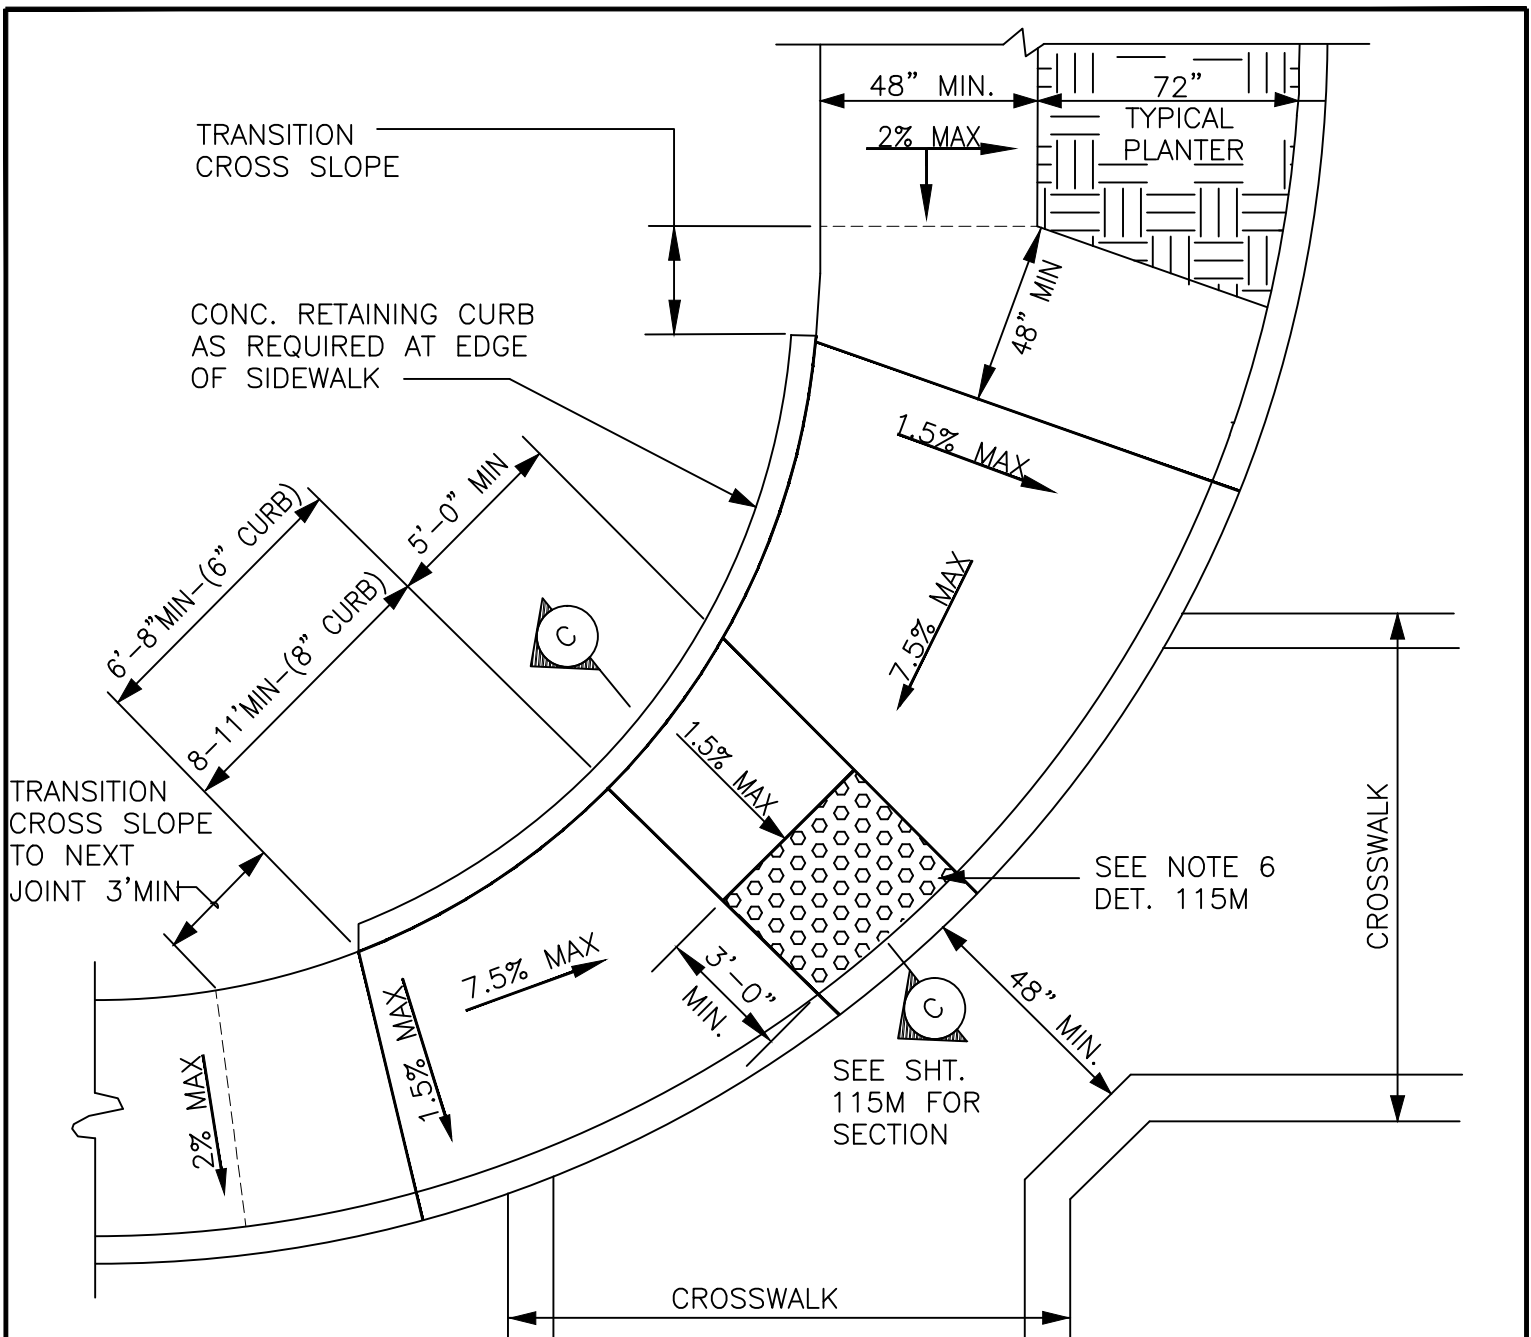 48” MIN.
72”
TYPICAL
PLANTER
2% MAX
TRANSITION
CROSS SLOPE
48” MIN
CONC. RETAINING CURB
AS REQUIRED AT EDGE
OF SIDEWALK
1.5% MAX
5’-0” MIN
6’-8”MIN-(6” CURB)
8-11’MIN-(8” CURB)
7.5% MAX
C
1.5% MAX
TRANSITION
CROSS SLOPE
TO NEXT
JOINT 3’MIN
SEE NOTE 6
DET. 115M
CROSSWALK
7.5% MAX
3’-0”
MIN.
48” MIN.
C
1.5% MAX
2% MAX
SEE SHT.
115M FOR
SECTION
CROSSWALK